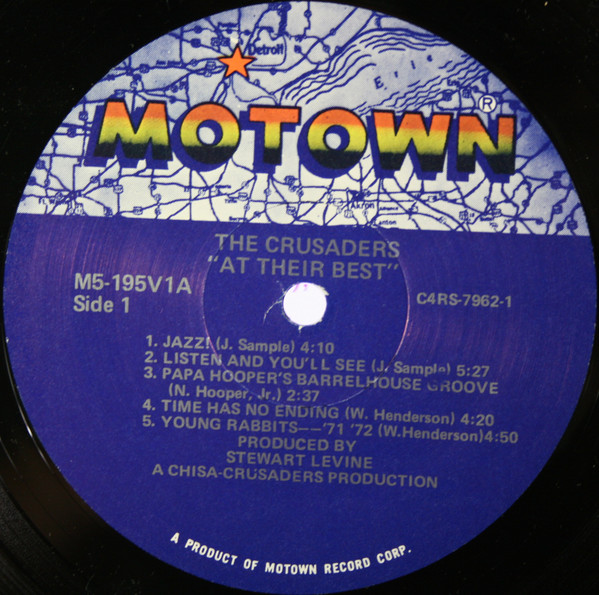 Detroit
Erie
MOTOWN®
Akron
THE CRUSADERS
"AT THEIR BEST"
M5-195V1A
Side 1
C4RS-7962-1
1. JAZZ! (J. Sample) 4:10
2. LISTEN AND YOU'LL SEE (J. Sample) 5:27
3. PAPA HOOPER'S BARRELHOUSE GROOVE
(N. Hooper, Jr.) 2:37
4. TIME HAS NO ENDING (W. Henderson) 4:20
5. YOUNG RABBITS––'71 '72 (W.Henderson)4:50
PRODUCED BY
STEWART LEVINE
A CHISA-CRUSADERS PRODUCTION
A PRODUCT OF MOTOWN RECORD CORP.